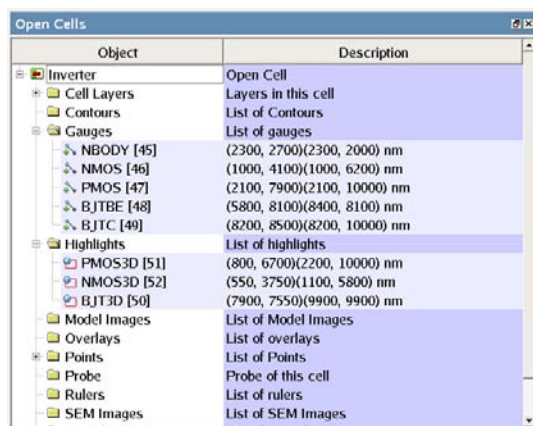 Open Cells
Object Description
Inverter Open Cell
Cell Layers Layers in this cell
Contours List of Contours
Gauges List of gauges
NBODY [45] (2300, 2700)(2300, 2000) nm
NMOS [46] (1000, 4100)(1000, 6200) nm
PMOS [47] (2100, 7900)(2100, 10000) nm
BJTBE [48] (5800, 8100)(8400, 8100) nm
BJTC [49] (8200, 8500)(8200, 10000) nm
Highlights List of highlights
PMOS3D [51] (800, 6700)(2200, 10000) nm
NMOS3D [52] (550, 3750)(1100, 5800) nm
BJT3D [50] (7900, 7550)(9900, 9900) nm
Model Images List of Model Images
Overlays List of overlays
Points List of Points
Probe Probe of this cell
Rulers List of rulers
SEM Images List of SEM Images